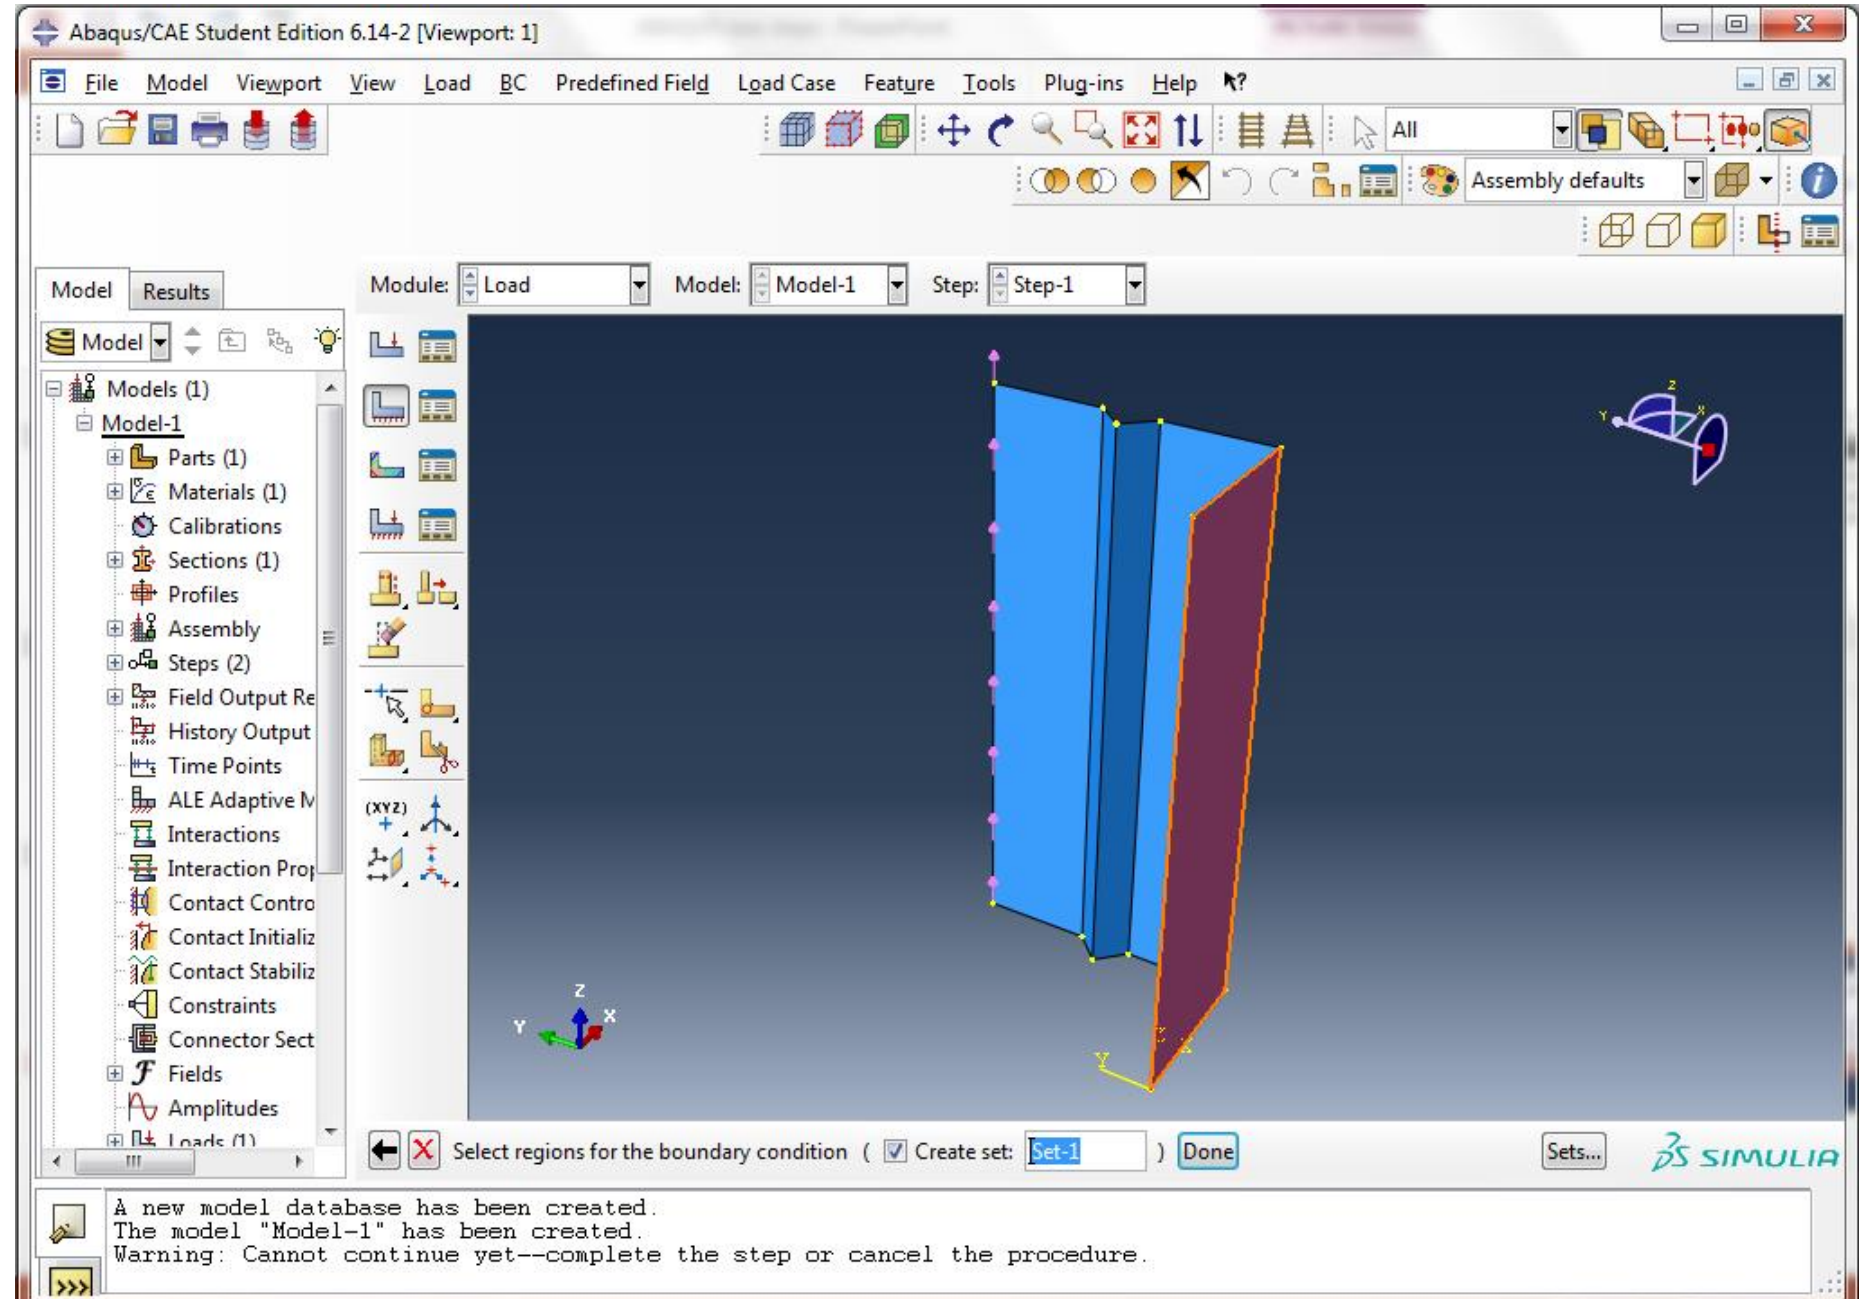 Abaqus/CAE Student Edition 6.14-2 [Viewport: 1]
File Model Viewport View Load BC Predefined Field Load Case Feature Tools Plug-ins Help
All
Assembly defaults
Model Results
Module: Load Model: Model-1 Step: Step-1
Model
Models (1)
Model-1
Parts (1)
Materials (1)
Calibrations
Sections (1)
Profiles
Assembly
Steps (2)
Field Output Re
History Output
Time Points
ALE Adaptive M
Interactions
Interaction Prop
Contact Contro
Contact Initializ
Contact Stabiliz
Constraints
Connector Sect
Fields
Amplitudes
Loads (1)
(XYZ)
Z
Y
X
Z
Y
X
Y
Z
X
Select regions for the boundary condition ( Create set: Set-1 ) Done Sets... SIMULIA
A new model database has been created.
The model "Model-1" has been created.
Warning: Cannot continue yet--complete the step or cancel the procedure.
>>>